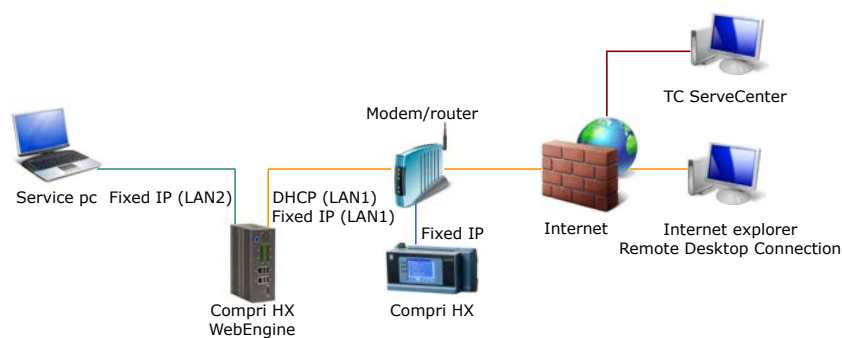 TC ServeCenter
Modem/router
Service pc
Fixed IP (LAN2)
DHCP (LAN1)
Fixed IP (LAN1)
Internet
Internet explorer
Remote Desktop Connection
Fixed IP
Compri HX
WebEngine
Compri HX